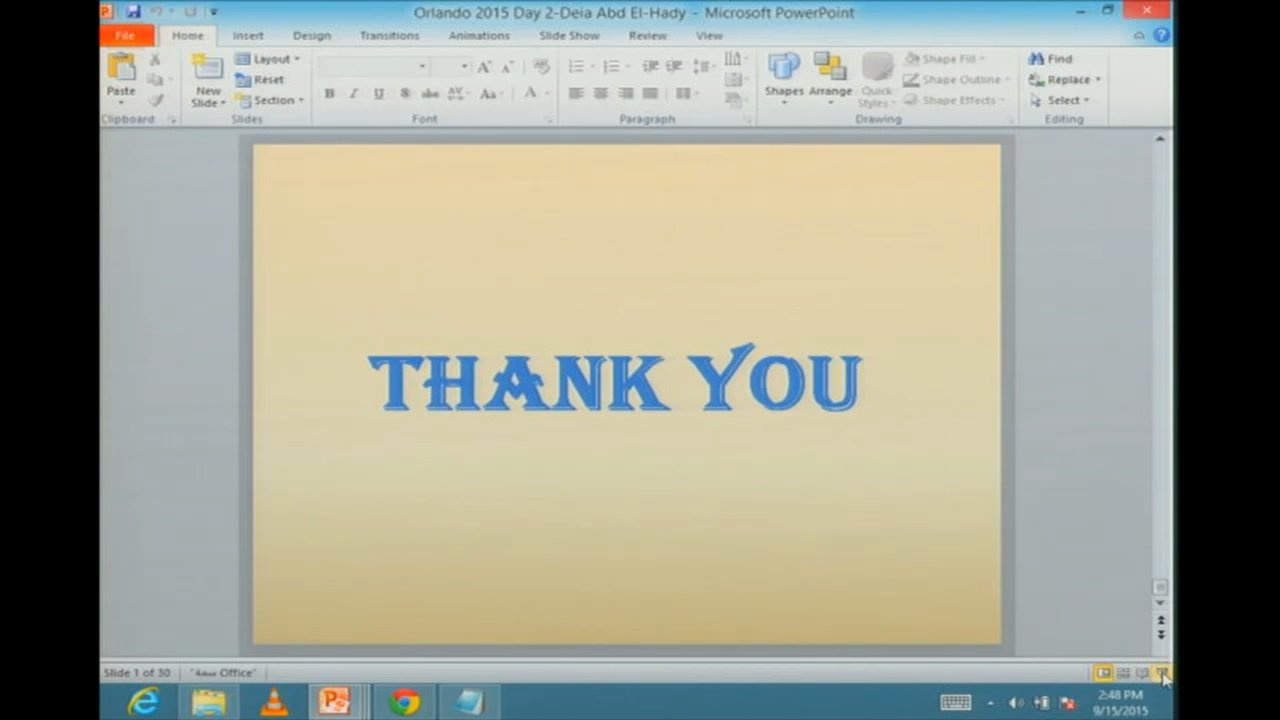 Orlando 2015 Day 2-Deia Abd El-Hady - Microsoft PowerPoint
File Home Insert Design Transitions Animations Slide Show Review View
Paste
New Slide
Layout
Reset
Section
Shapes
Arrange
Quick Styles
Shape Fill
Shape Outline
Shape Effects
Find
Replace
Select
Clipboard Slides Font Paragraph Drawing Editing
THANK YOU
Slide 1 of 30
Office"
2:48 PM
9/15/2015